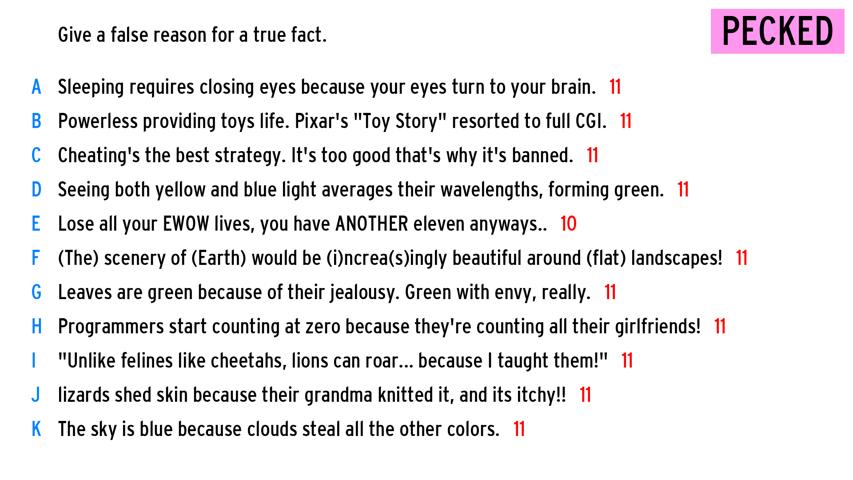 Give a false reason for a true fact.
PECKED
A Sleeping requires closing eyes because your eyes turn to your brain. 11
B Powerless providing toys life. Pixar's "Toy Story" resorted to full CGI. 11
C Cheating's the best strategy. It's too good that's why it's banned. 11
D Seeing both yellow and blue light averages their wavelengths, forming green. 11
E Lose all your EWOW lives, you have ANOTHER eleven anyways.. 10
F (The) scenery of (Earth) would be (i)ncrea(s)ingly beautiful around (flat) landscapes! 11
G Leaves are green because of their jealousy. Green with envy, really. 11
H Programmers start counting at zero because they're counting all their girlfriends! 11
I "Unlike felines like cheetahs, lions can roar... because I taught them!" 11
J lizards shed skin because their grandma knitted it, and its itchy!! 11
K The sky is blue because clouds steal all the other colors. 11